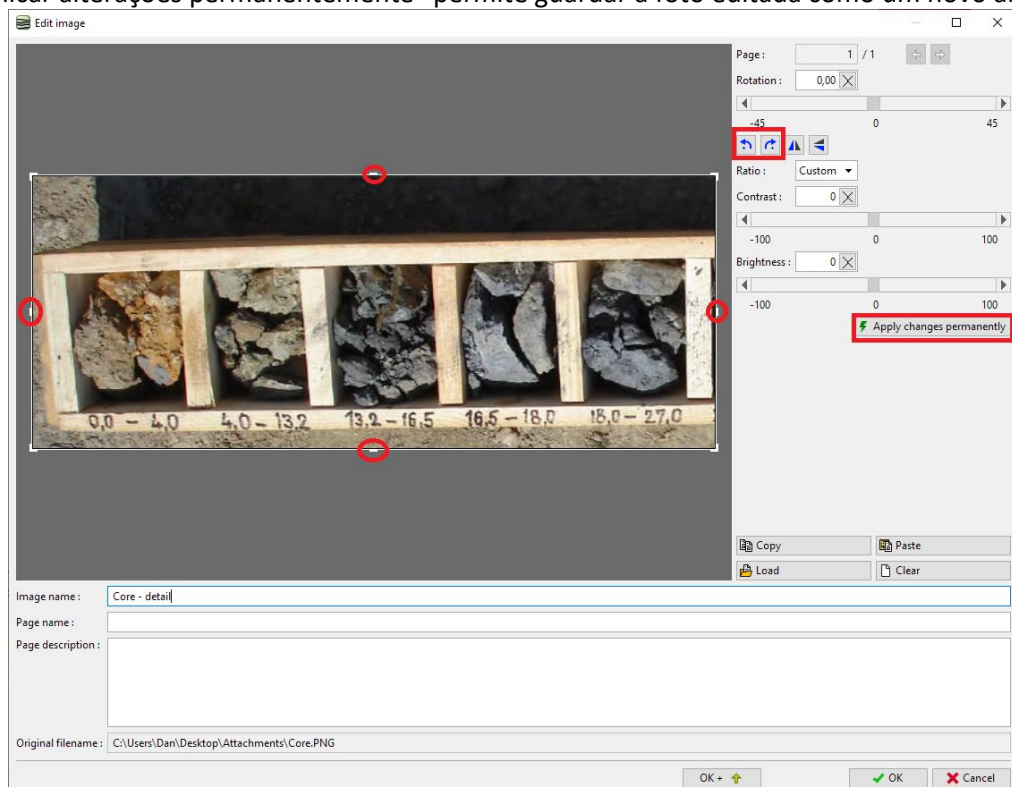 licar alterações permanentemente" permite guardar a foto editada como um novo
Edit image
Page : 1 / 1
Rotation : 0,00
-45 0 45
Ratio : Custom
Contrast : 0
-100 0 100
Brightness : 0
-100 0 100
Apply changes permanently
0,0 - 4,0 4,0 - 13,2 13,2 - 16,5 16,5 - 18,0 18,0 - 27,0
Copy Paste
Load Clear
Image name : Core - detail
Page name :
Page description :
Original filename : C:\Users\Dan\Desktop\Attachments\Core.PNG
OK + OK Cancel